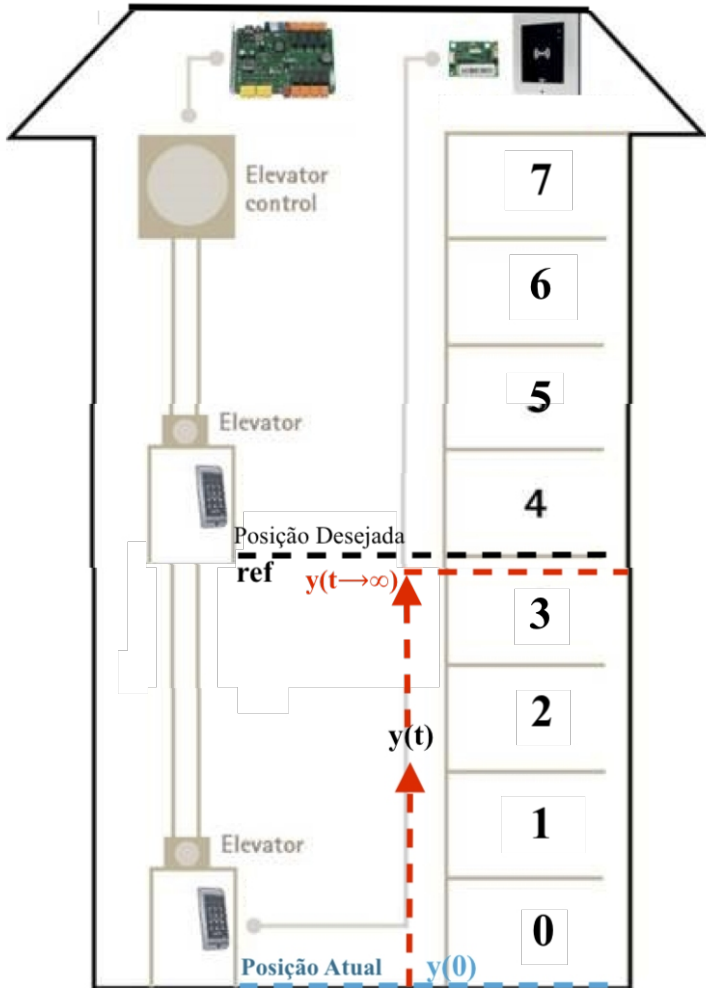 Elevator
control
7
6
5
Elevator
4
Posição Desejada
ref
y(t→∞)
3
2
y(t)
Elevator
1
0
Posição Atual
y(0)